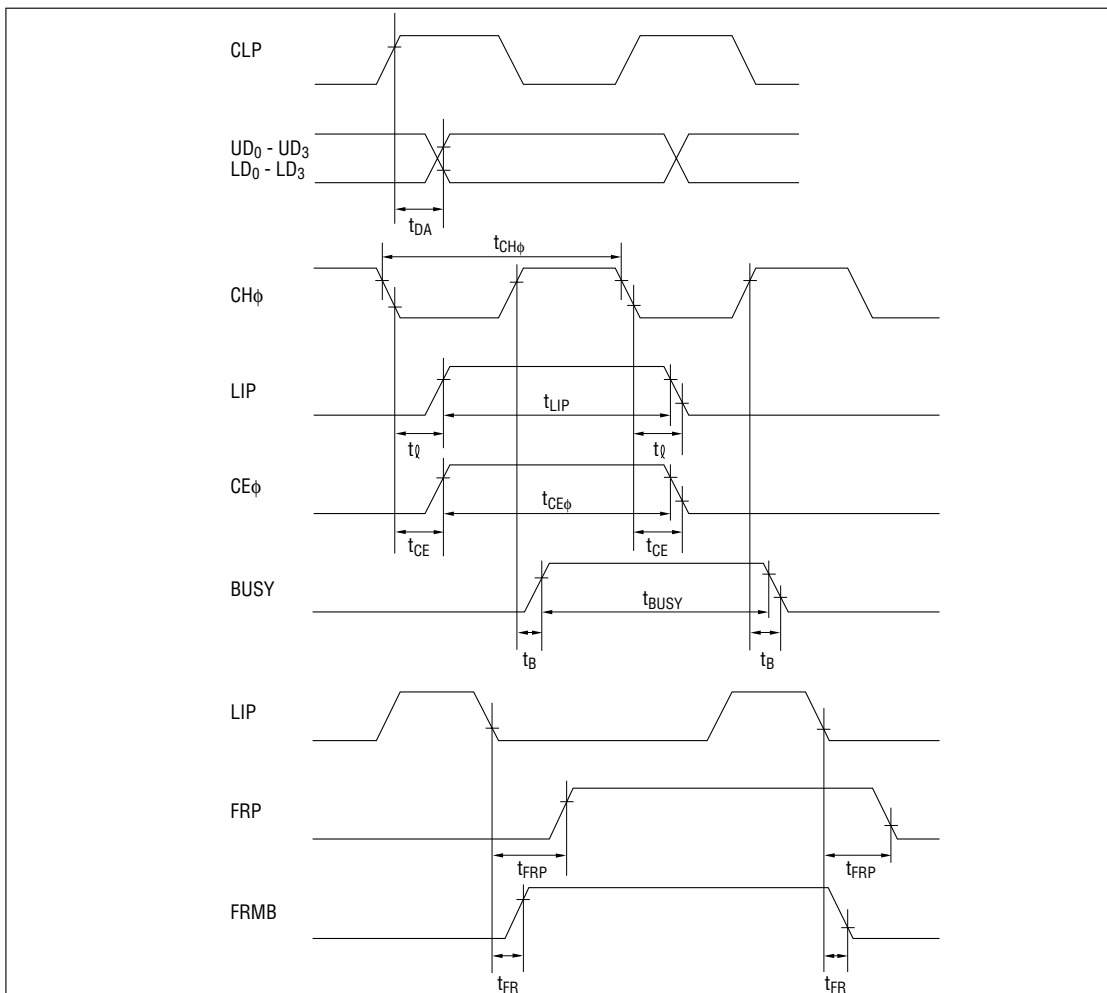 CLP
UD₀ - UD₃
LD₀ - LD₃
tDA
tCHϕ
CHϕ
LIP
tLIP
tℓ tℓ
CEϕ
tCEϕ
tCE tCE
BUSY
tBUSY
tB tB
LIP
FRP
tFRP tFRP
FRMB
tFR tFR